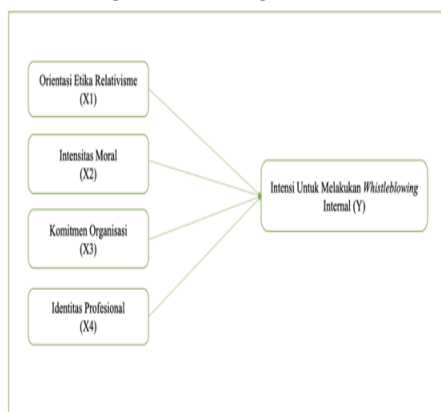 Orientasi Etika Relativisme
(X1)
Intensitas Moral
(X2)
Komitmen Organisasi
(X3)
Identitas Profesional
(X4)
Intensi Untuk Melakukan Whistleblowing
Internal (Y)